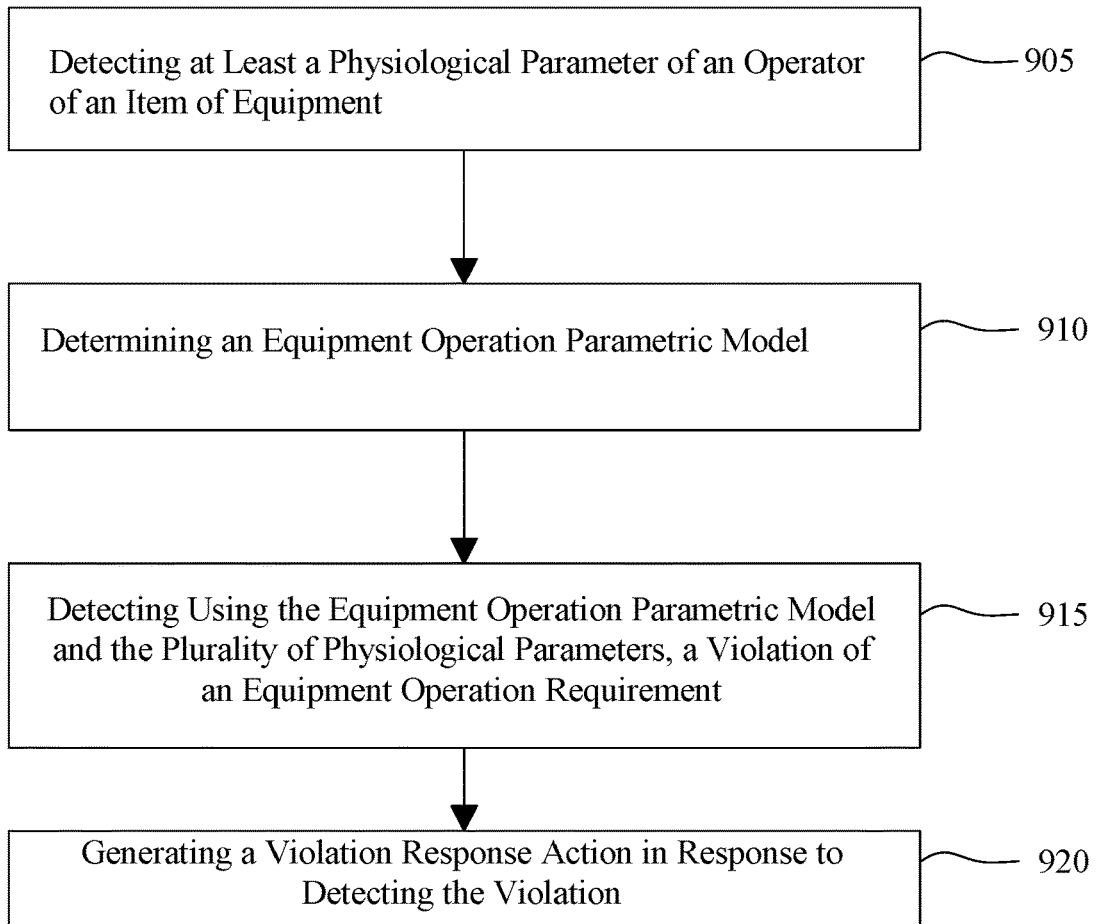 Detecting at Least a Physiological Parameter of an Operator
of an Item of Equipment
905
Determining an Equipment Operation Parametric Model
910
Detecting Using the Equipment Operation Parametric Model
and the Plurality of Physiological Parameters, a Violation of
an Equipment Operation Requirement
915
Generating a Violation Response Action in Response to
Detecting the Violation
920